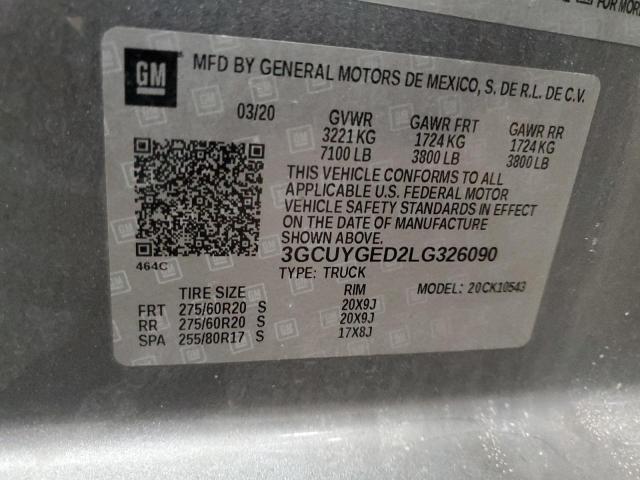 FOR MOR
GM
MFD BY GENERAL MOTORS DE MEXICO, S. DE R.L. DE C.V.
03/20 GVWR GAWR FRT GAWR RR
3221 KG 1724 KG 1724 KG
7100 LB 3800 LB 3800 LB
THIS VEHICLE CONFORMS TO ALL
APPLICABLE U.S. FEDERAL MOTOR
VEHICLE SAFETY STANDARDS IN EFFECT
ON THE DATE OF MANUFACTURE
SHOWN ABOVE.
464C
3GCUYGED2LG326090
TYPE: TRUCK
TIRE SIZE RIM MODEL: 20CK10543
FRT 275/60R20 S 20X9J
RR 275/60R20 S 20X9J
SPA 255/80R17 S 17X8J